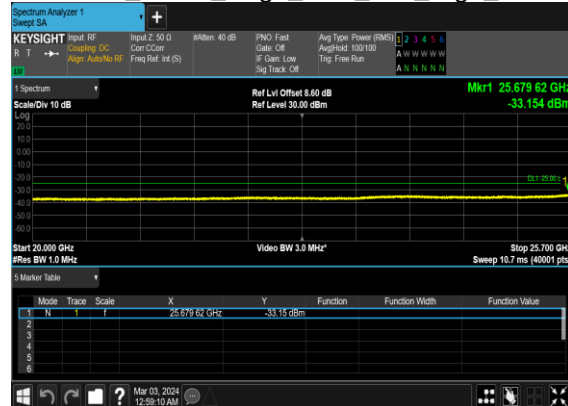 Spectrum Analyzer 1
Swept SA
+
KEYSIGHT Input: RF Input Z: 50 Ω #Atten: 40 dB PNO: Fast Avg Type: Power (RMS) 1 2 3 4 5 6
R T Coupling: DC Corr CCorr Gate: Off Avg|Hold: 100/100 A W W W W W
Align: Auto/No RF Freq Ref: Int (S) IF Gain: Low Trig: Free Run
Sig Track: Off A N N N N N
1 Spectrum Ref Lvl Offset 8.60 dB Mkr1 25.679 62 GHz
Scale/Div 10 dB Ref Level 30.00 dBm -33.154 dBm
Log
20.0
10.0
0.00
-10.0
-20.0
-30.0
-40.0
-50.0
-60.0
Start 20.000 GHz Video BW 3.0 MHz* Stop 25.700 GHz
#Res BW 1.0 MHz Sweep 10.7 ms (40001 pts)
5 Marker Table
Mode Trace Scale X Y Function Function Width Function Value
1 N 1 f 25.679 62 GHz -33.15 dBm
2
3
4
5
6
? Mar 03, 2024
12:59:10 AM